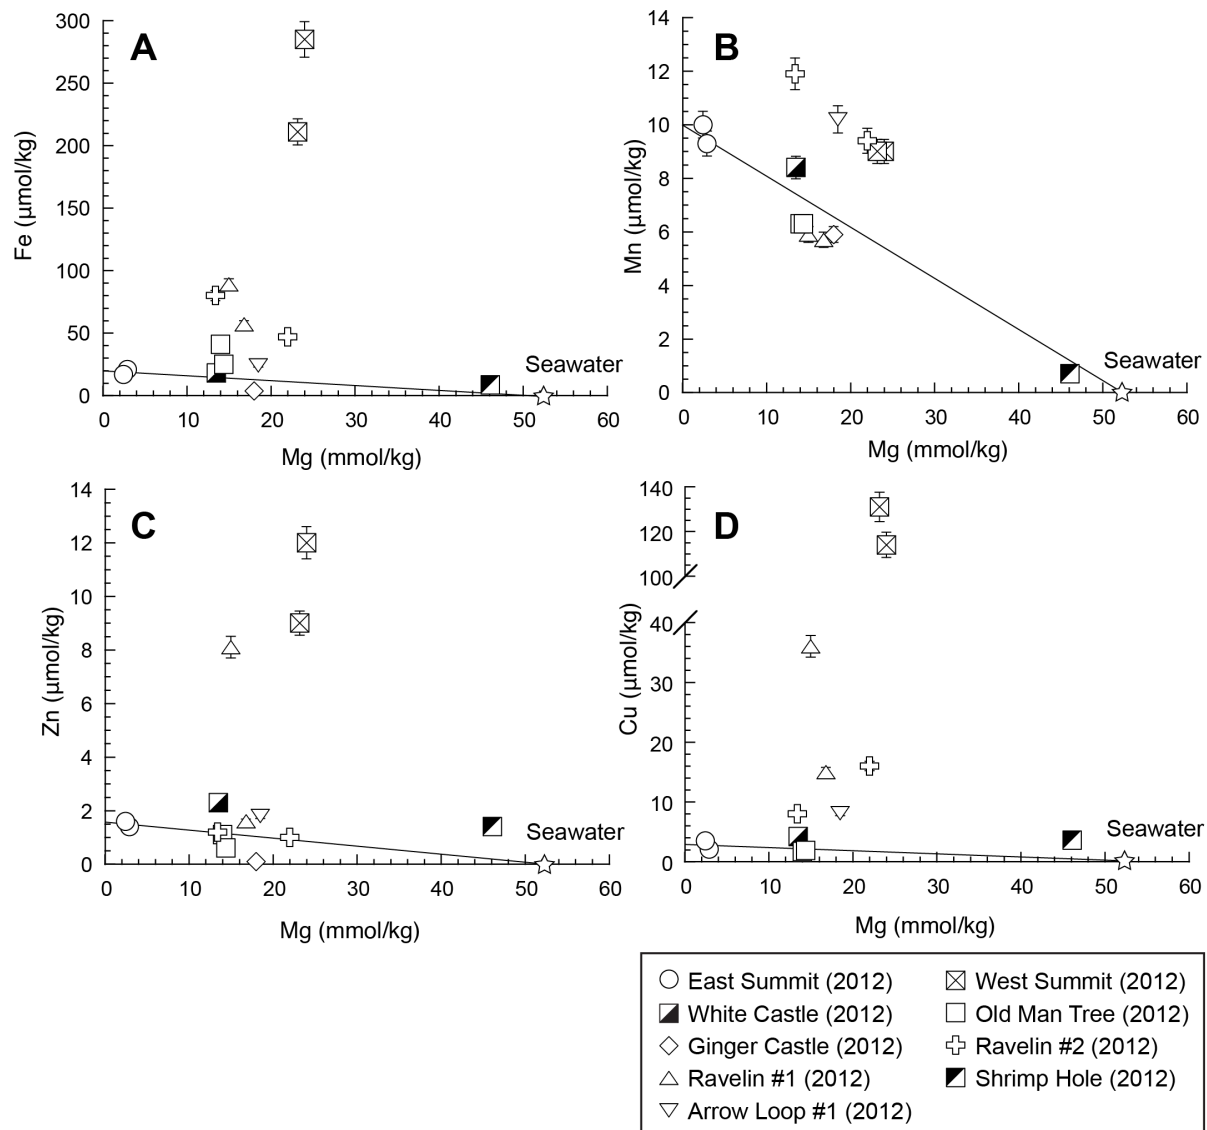 A
300
250
200
150
100
50
0
Fe (µmol/kg)
Seawater
0 10 20 30 40 50 60
Mg (mmol/kg)
B
14
12
10
8
6
4
2
0
Mn (µmol/kg)
Seawater
0 10 20 30 40 50 60
Mg (mmol/kg)
C
14
12
10
8
6
4
2
0
Zn (µmol/kg)
Seawater
0 10 20 30 40 50 60
Mg (mmol/kg)
D
140
120
100
40
30
20
10
0
Cu (µmol/kg)
Seawater
0 10 20 30 40 50 60
Mg (mmol/kg)
East Summit (2012)
White Castle (2012)
Ginger Castle (2012)
Ravelin #1 (2012)
Arrow Loop #1 (2012)
West Summit (2012)
Old Man Tree (2012)
Ravelin #2 (2012)
Shrimp Hole (2012)